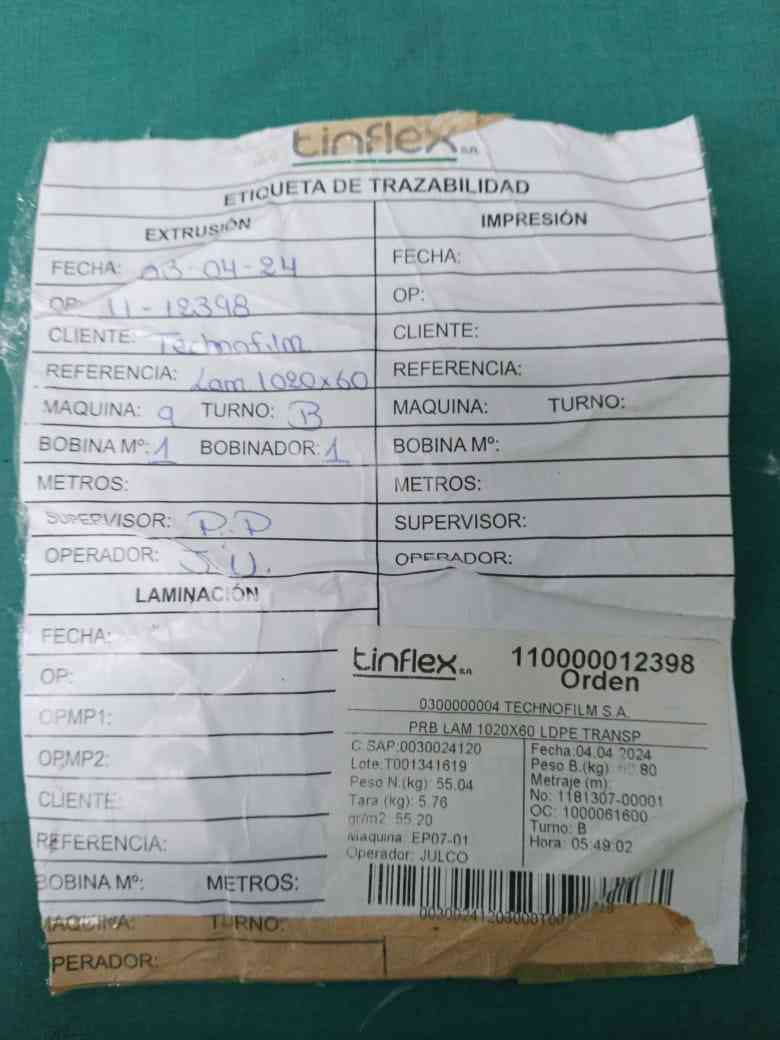 tinflex S.A.
ETIQUETA DE TRAZABILIDAD
EXTRUSIÓN
FECHA: 03-04-24
OP: 11-12398
CLIENTE: Technofilm
REFERENCIA: Lam 1020x60
MAQUINA: 9 TURNO: B
BOBINA Mº: 1 BOBINADOR: 1
METROS:
SUPERVISOR: P.P
OPERADOR: J.U.
IMPRESIÓN
FECHA:
OP:
CLIENTE:
REFERENCIA:
MAQUINA: TURNO:
BOBINA Mº:
METROS:
SUPERVISOR:
OPERADOR:
LAMINACIÓN
FECHA:
OP:
OPMP1:
OPMP2:
CLIENTE:
REFERENCIA:
BOBINA Mº: METROS:
MAQUINA: TURNO:
PERADOR:
tinflex S.A. 110000012398
Orden
0300000004 TECHNOFILM S.A.
PRB LAM 1020X60 LDPE TRANSP
C.SAP:0030024120
Lote:T001341619
Peso N.(kg): 55.04
Tara (kg): 5.76
gr/m2: 55.20
Maquina: EP07-01
Operador: JULCO
Fecha:04.04.2024
Peso B.(kg): 80
Metraje (m):
No: 1181307-00001
OC: 1000061600
Turno: B
Hora: 05:49:02